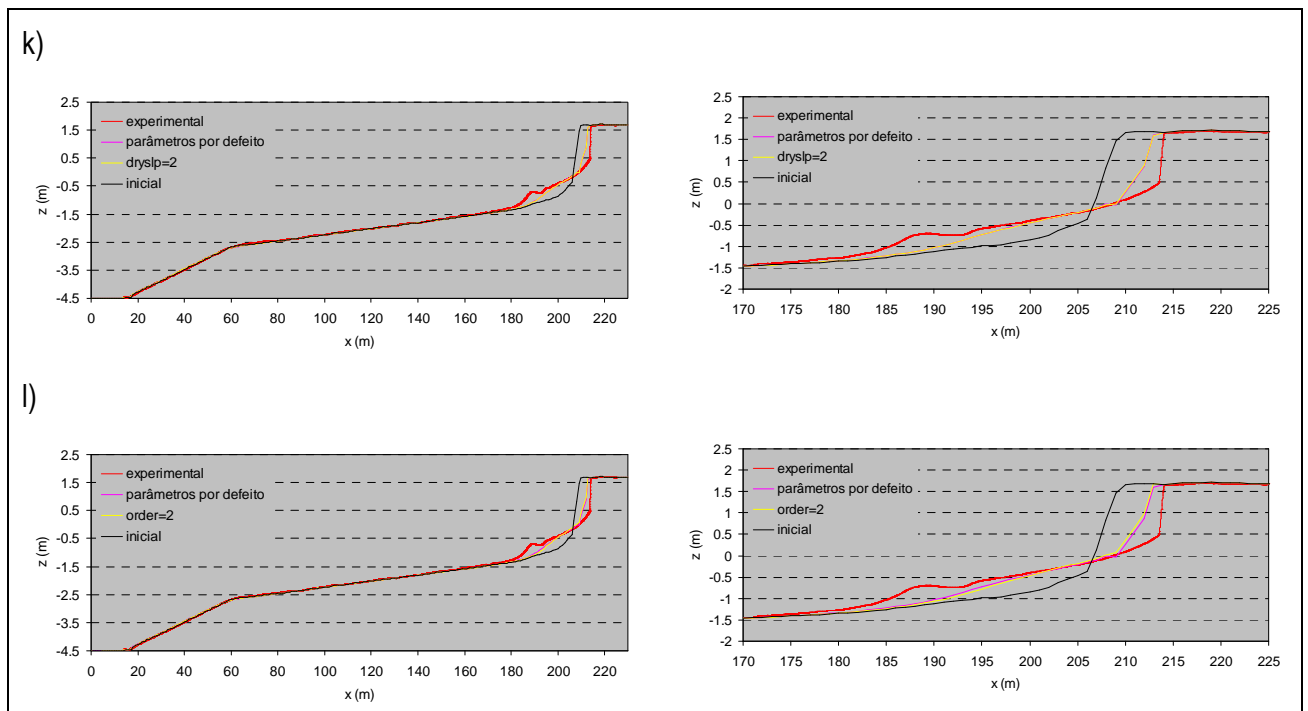 k)
2.5
1.5
0.5
-0.5
-1.5
-2.5
-3.5
-4.5
z (m)
experimental
parâmetros por defeito
dryslp=2
inicial
0 20 40 60 80 100 120 140 160 180 200 220
x (m)
2.5
2
1.5
1
0.5
0
-0.5
-1
-1.5
-2
z (m)
experimental
parâmetros por defeito
dryslp=2
inicial
170 175 180 185 190 195 200 205 210 215 220 225
x (m)
l)
2.5
1.5
0.5
-0.5
-1.5
-2.5
-3.5
-4.5
z (m)
experimental
parâmetros por defeito
order=2
inicial
0 20 40 60 80 100 120 140 160 180 200 220
x (m)
2.5
2
1.5
1
0.5
0
-0.5
-1
-1.5
-2
z (m)
experimental
parâmetros por defeito
order=2
inicial
170 175 180 185 190 195 200 205 210 215 220 225
x (m)